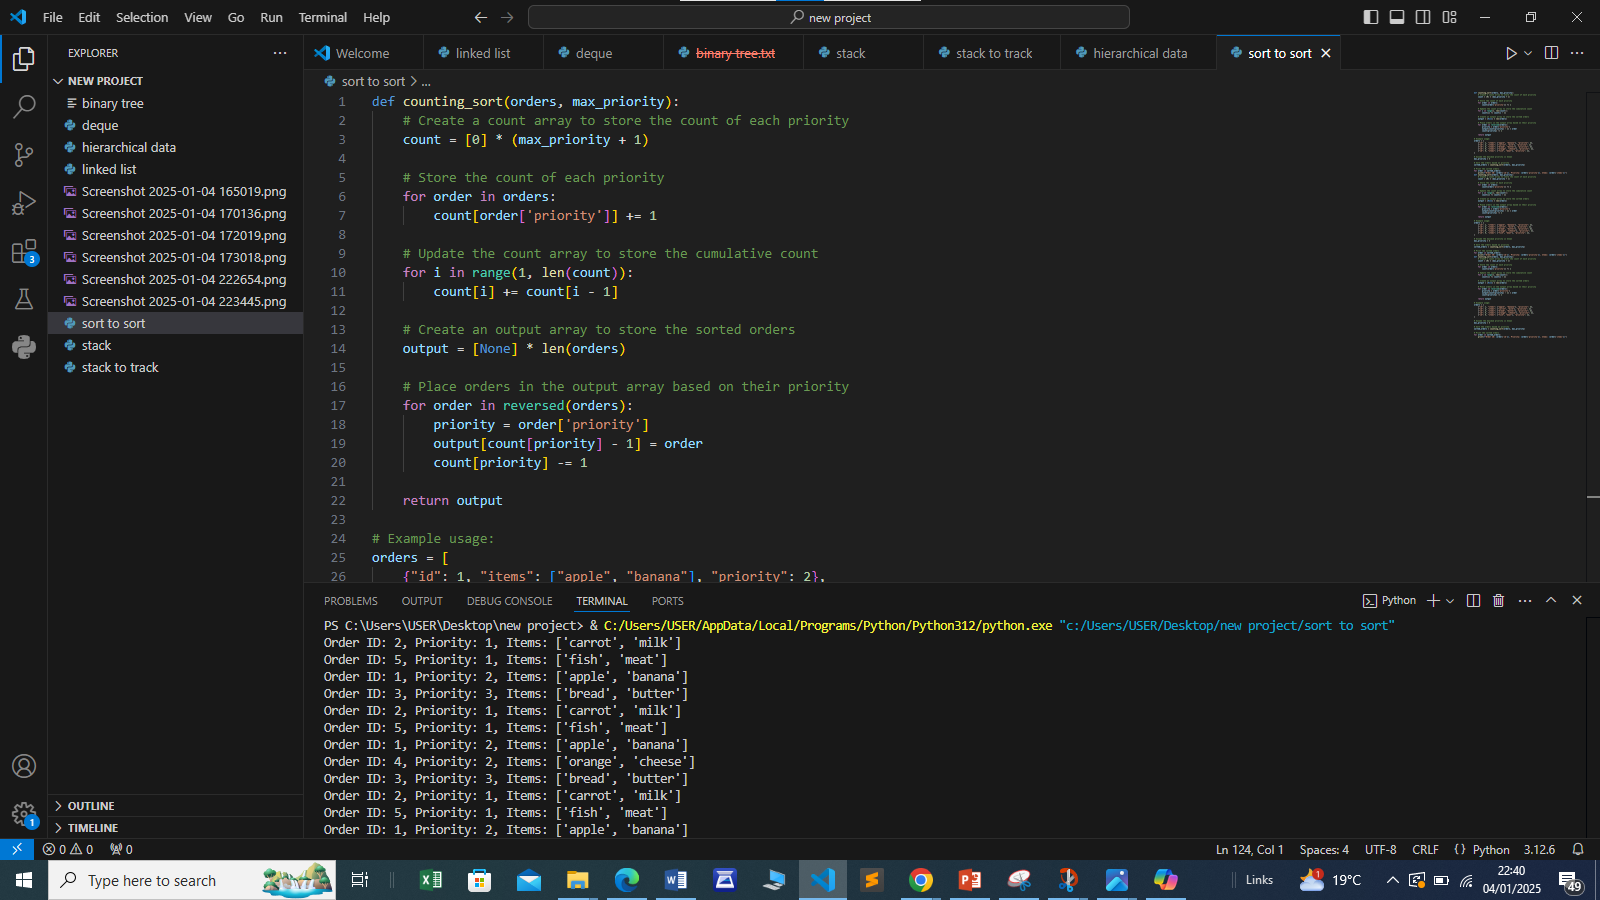 File Edit Selection View Go Run Terminal Help
new project
EXPLORER
Welcome
linked list
deque
binary tree.txt
stack
stack to track
hierarchical data
sort to sort
NEW PROJECT
binary tree
deque
hierarchical data
linked list
Screenshot 2025-01-04 165019.png
Screenshot 2025-01-04 170136.png
Screenshot 2025-01-04 172019.png
Screenshot 2025-01-04 173018.png
Screenshot 2025-01-04 222654.png
Screenshot 2025-01-04 223445.png
sort to sort
stack
stack to track
3
OUTLINE
TIMELINE
1
sort to sort > ...
1 def counting_sort(orders, max_priority):
2 # Create a count array to store the count of each priority
3 count = [0] * (max_priority + 1)
4
5 # Store the count of each priority
6 for order in orders:
7 count[order['priority']] += 1
8
9 # Update the count array to store the cumulative count
10 for i in range(1, len(count)):
11 count[i] += count[i - 1]
12
13 # Create an output array to store the sorted orders
14 output = [None] * len(orders)
15
16 # Place orders in the output array based on their priority
17 for order in reversed(orders):
18 priority = order['priority']
19 output[count[priority] - 1] = order
20 count[priority] -= 1
21
22 return output
23
24 # Example usage:
25 orders = [
26 {"id": 1, "items": ["apple", "banana"], "priority": 2},
PROBLEMS OUTPUT DEBUG CONSOLE TERMINAL PORTS
Python
PS C:\Users\USER\Desktop\new project> & C:/Users/USER/AppData/Local/Programs/Python/Python312/python.exe "c:/Users/USER/Desktop/new project/sort to sort"
Order ID: 2, Priority: 1, Items: ['carrot', 'milk']
Order ID: 5, Priority: 1, Items: ['fish', 'meat']
Order ID: 1, Priority: 2, Items: ['apple', 'banana']
Order ID: 3, Priority: 3, Items: ['bread', 'butter']
Order ID: 2, Priority: 1, Items: ['carrot', 'milk']
Order ID: 5, Priority: 1, Items: ['fish', 'meat']
Order ID: 1, Priority: 2, Items: ['apple', 'banana']
Order ID: 4, Priority: 2, Items: ['orange', 'cheese']
Order ID: 3, Priority: 3, Items: ['bread', 'butter']
Order ID: 2, Priority: 1, Items: ['carrot', 'milk']
Order ID: 5, Priority: 1, Items: ['fish', 'meat']
Order ID: 1, Priority: 2, Items: ['apple', 'banana']
0 0 0
Ln 124, Col 1 Spaces: 4 UTF-8 CRLF {} Python 3.12.6
Type here to search
Links
1
19°C
22:40
04/01/2025
49